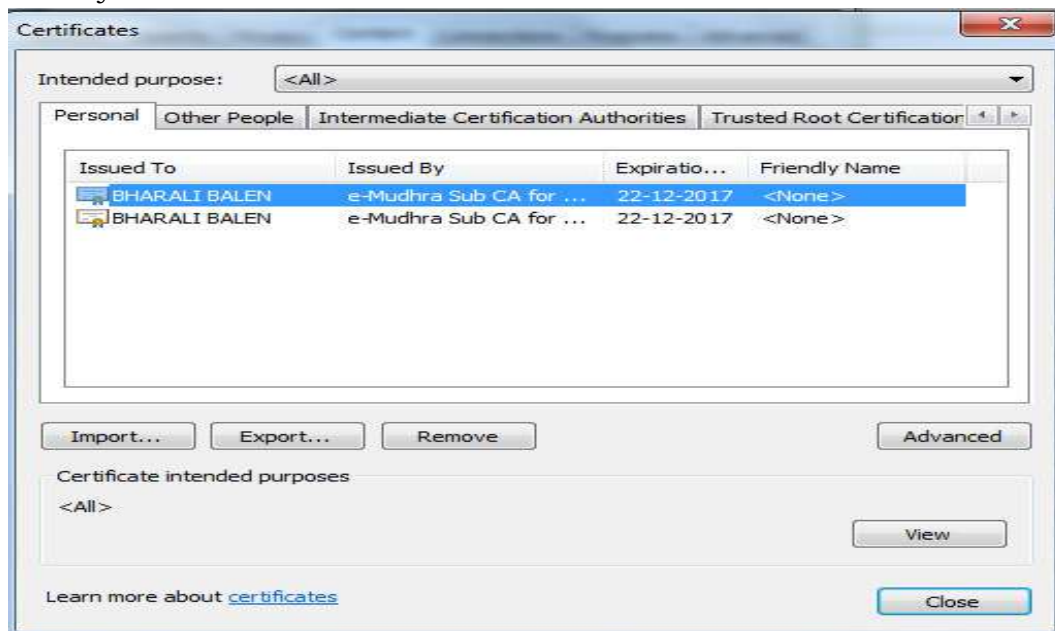 Certificates
Intended purpose: <All>
Personal Other People Intermediate Certification Authorities Trusted Root Certification
Issued To Issued By Expiratio... Friendly Name
BHARALI BALEN e-Mudhra Sub CA for ... 22-12-2017 <None>
BHARALI BALEN e-Mudhra Sub CA for ... 22-12-2017 <None>
Import... Export... Remove Advanced
Certificate intended purposes
<All>
View
Learn more about certificates
Close